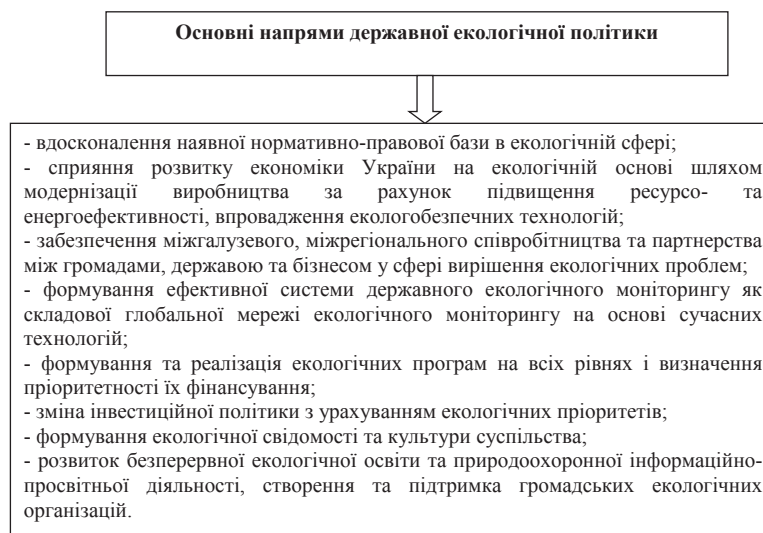 Основні напрями державної екологічної політики
- вдосконалення наявної нормативно-правової бази в екологічній сфері;
- сприяння розвитку економіки України на екологічній основі шляхом
модернізації виробництва за рахунок підвищення ресурсо- та
енергоефективності, впровадження екологобезпечних технологій;
- забезпечення міжгалузевого, міжрегіонального співробітництва та партнерства
між громадами, державою та бізнесом у сфері вирішення екологічних проблем;
- формування ефективної системи державного екологічного моніторингу як
складової глобальної мережі екологічного моніторингу на основі сучасних
технологій;
- формування та реалізація екологічних програм на всіх рівнях і визначення
пріоритетності їх фінансування;
- зміна інвестиційної політики з урахуванням екологічних пріоритетів;
- формування екологічної свідомості та культури суспільства;
- розвиток безперервної екологічної освіти та природоохоронної інформаційно-
просвітньої діяльності, створення та підтримка громадських екологічних
організацій.